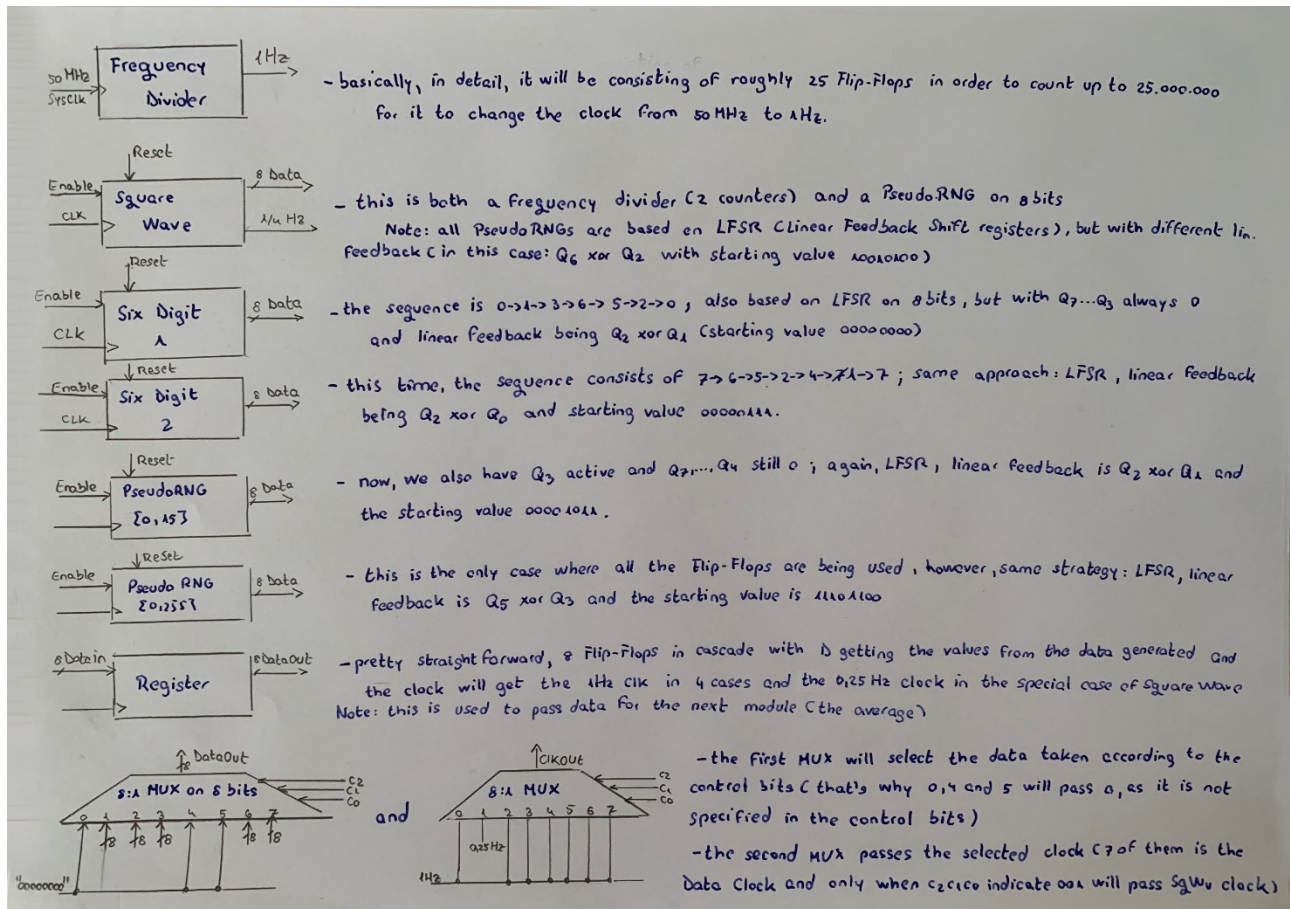 50 MHz
SysClk
Frequency
Divider
1Hz
- basically, in detail, it will be consisting of roughly 25 Flip-Flops in order to count up to 25.000.000
for it to change the clock from 50 MHz to 1Hz.
Reset
Enable
CLK
Square
Wave
8 Data
1/4 Hz
- this is both a frequency divider (2 counters) and a PseudoRNG on 8 bits
Note: all PseudoRNGs are based on LFSR (Linear Feedback Shift registers), but with different lin.
feedback (in this case: Q6 xor Q2 with starting value 10010100)
Reset
Enable
CLK
Six Digit
1
8 Data
- the sequence is 0->1->3->6->5->2->0; also based on LFSR on 8 bits, but with Q7...Q3 always 0
and linear feedback being Q2 xor Q1 (starting value 00000000)
Reset
Enable
CLK
Six Digit
2
8 Data
- this time, the sequence consists of 7->6->5->2->4->1->7; same approach: LFSR, linear feedback
being Q2 xor Q0 and starting value 00000111.
Reset
Enable
PseudoRNG
[0,15]
8 Data
- now, we also have Q3 active and Q7,...,Q4 still 0; again, LFSR, linear feedback is Q2 xor Q1 and
the starting value 00001011.
Reset
Enable
Pseudo RNG
[0,255]
8 Data
- this is the only case where all the Flip-Flops are being used, however, same strategy: LFSR, linear
feedback is Q5 xor Q3 and the starting value is 11101100
8 DataIn
Register
8 DataOut
- pretty straight forward, 8 Flip-Flops in cascade with D getting the values from the data generated and
the clock will get the 1Hz Clk in 4 cases and the 0,25 Hz clock in the special case of Square Wave
Note: this is used to pass data for the next module (the average)
8 DataOut
8:1 MUX on 8 bits
C2
C1
C0
0 1 2 3 4 5 6 7
8 8 8 8 8
"00000000"
and
ClkOut
8:1 MUX
C2
C1
C0
0 1 2 3 4 5 6 7
0,25 Hz
1Hz
- the first MUX will select the data taken according to the
control bits (that's why 0,4 and 5 will pass 0, as it is not
specified in the control bits)
- the second MUX passes the selected clock (7 of them is the
Data Clock and only when C2C1C0 indicate 001 will pass SqWv clock)